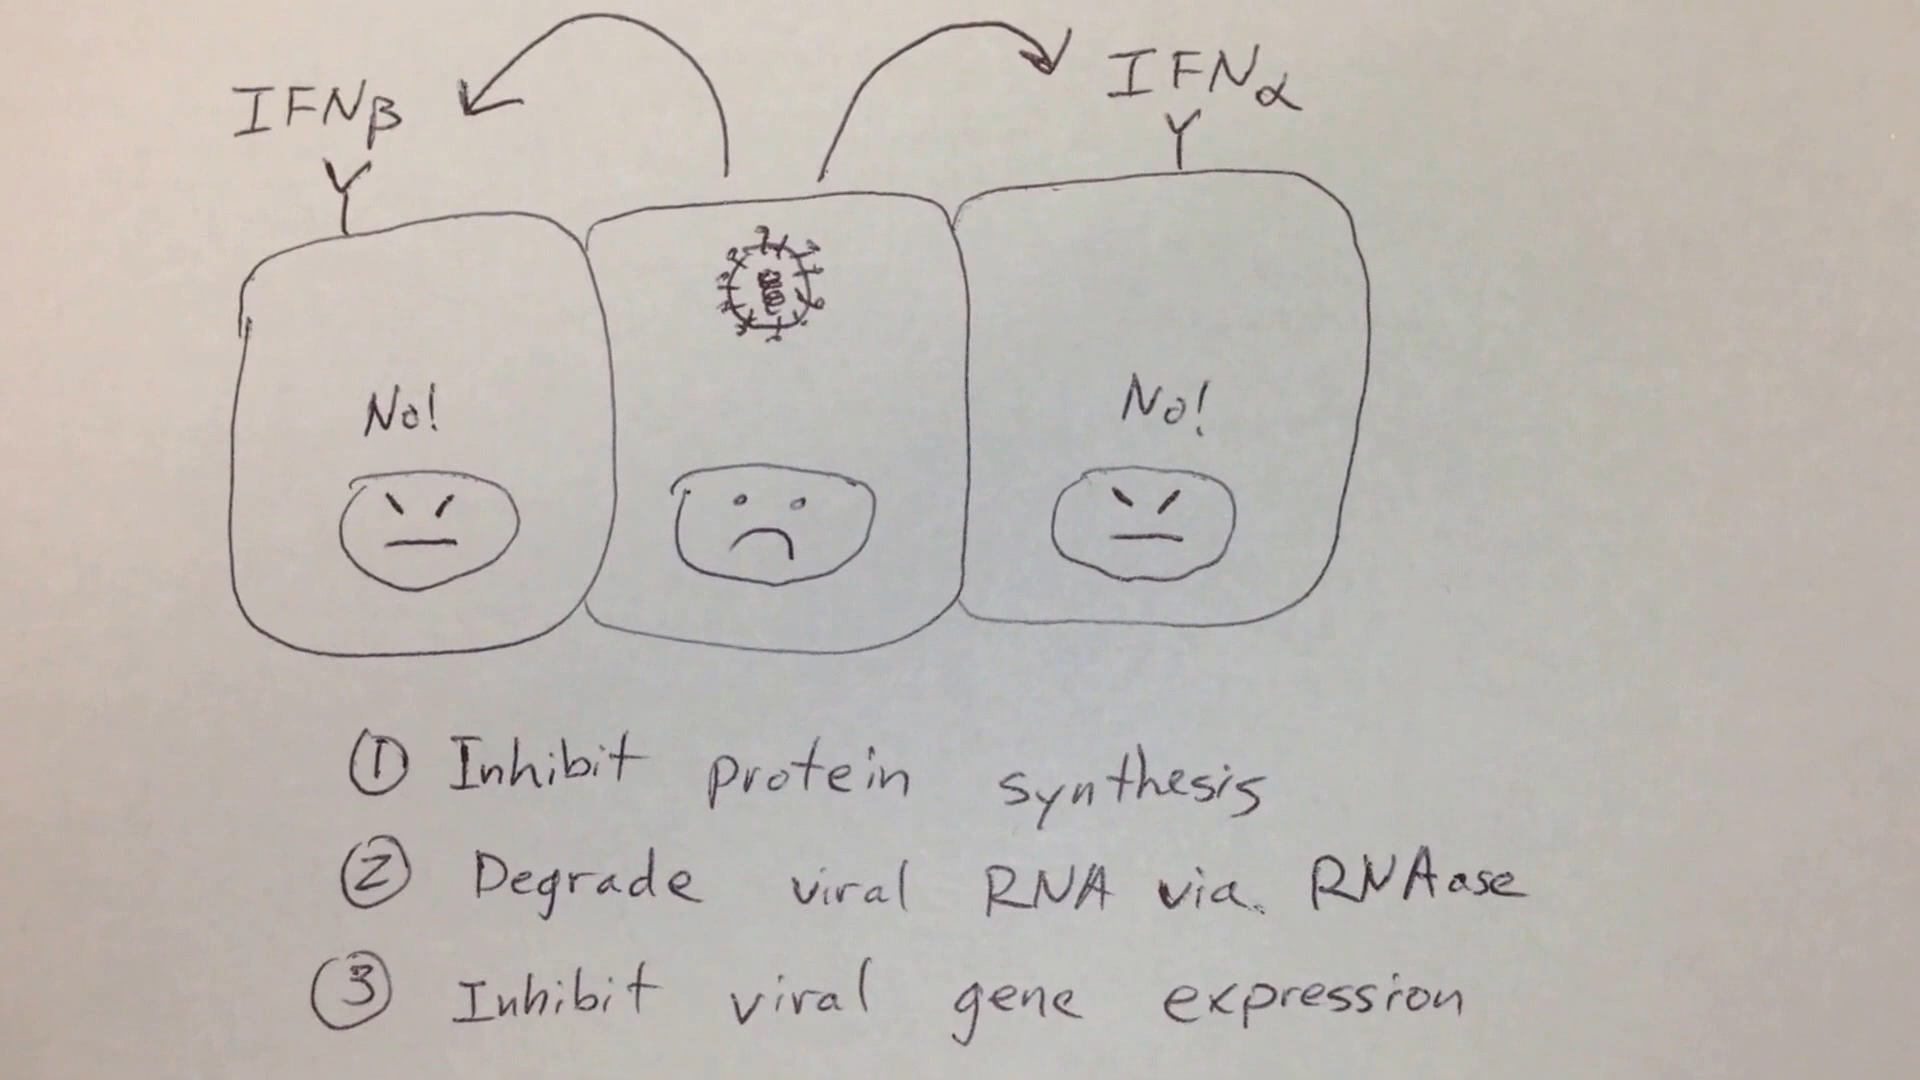 IFNβ
IFNα
No!
No!
① Inhibit protein synthesis
② Degrade viral RNA via RNAase
③ Inhibit viral gene expression